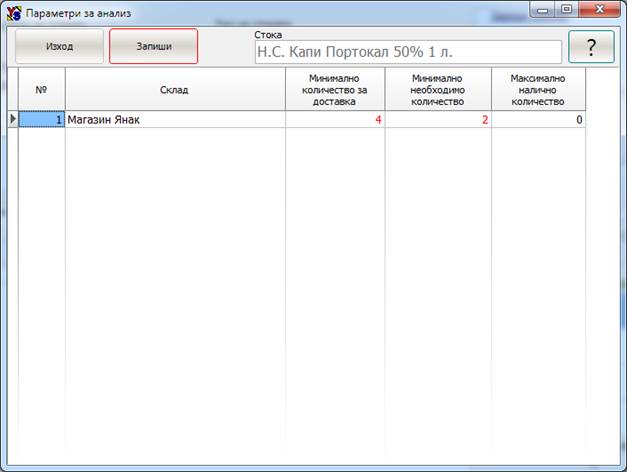 Параметри за анализ
Изход
Запиши
Стока
Н.С. Капи Портокал 50% 1 л.
?
№
Склад
Минимално
количество за
доставка
Минимално
необходимо
количество
Максимално
налично
количество
1 Магазин Янак 4 2 0